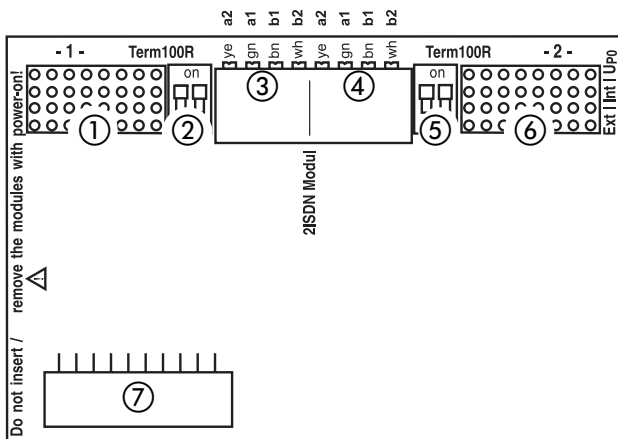 a2 a1 b1 b2 a2 a1 b1 b2
- 1 - Term100R ye gn bn wh ye gn bn wh Term100R - 2 -
on on
1 2 3 4 5 6
Ext I Int I UP0
2ISDN Modul
Do not insert / remove the modules with power-on!
7